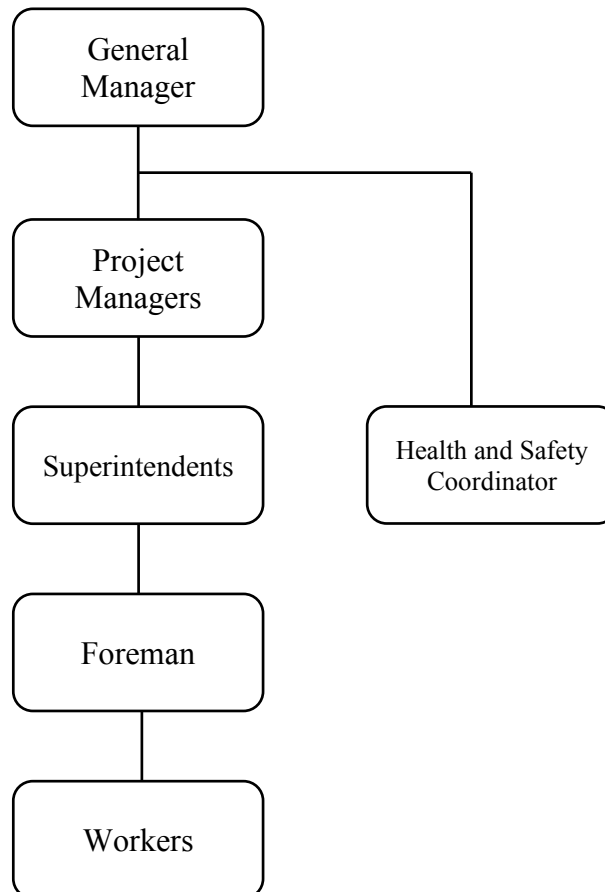 General
Manager
Project
Managers
Superintendents
Health and Safety
Coordinator
Foreman
Workers